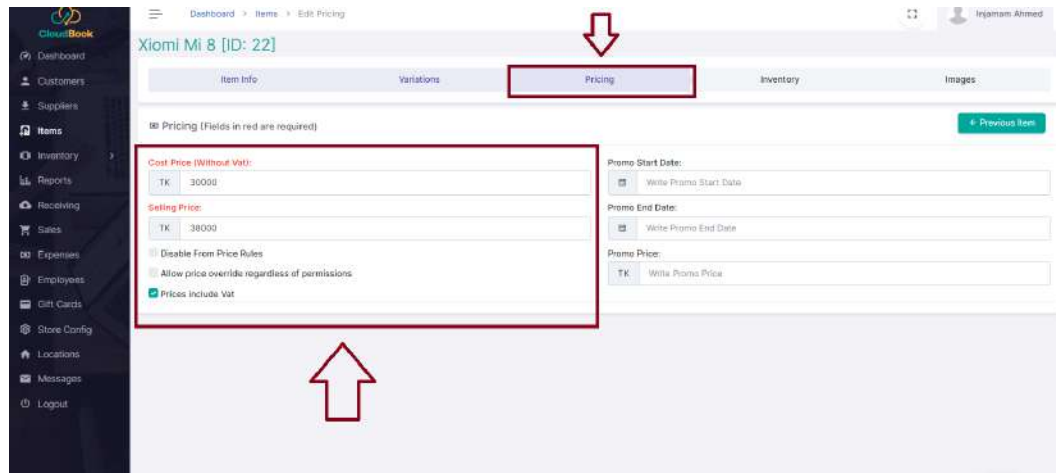 CloudBook
Dashboard
Customers
Suppliers
Items
Inventory >
Reports
Receiving
Sales
Expenses
Employees
Gift Cards
Store Config
Locations
Messages
Logout
Dashboard > Items > Edit Pricing
Injamam Ahmed
Xiomi Mi 8 [ID: 22]
Item Info Variations Pricing Inventory Images
Pricing (Fields in red are required)
← Previous Item
Cost Price (Without Vat):
TK 30000
Selling Price:
TK 38000
Disable From Price Rules
Allow price override regardless of permissions
Prices include Vat
Promo Start Date:
Write Promo Start Date
Promo End Date:
Write Promo End Date
Promo Price:
TK Write Promo Price